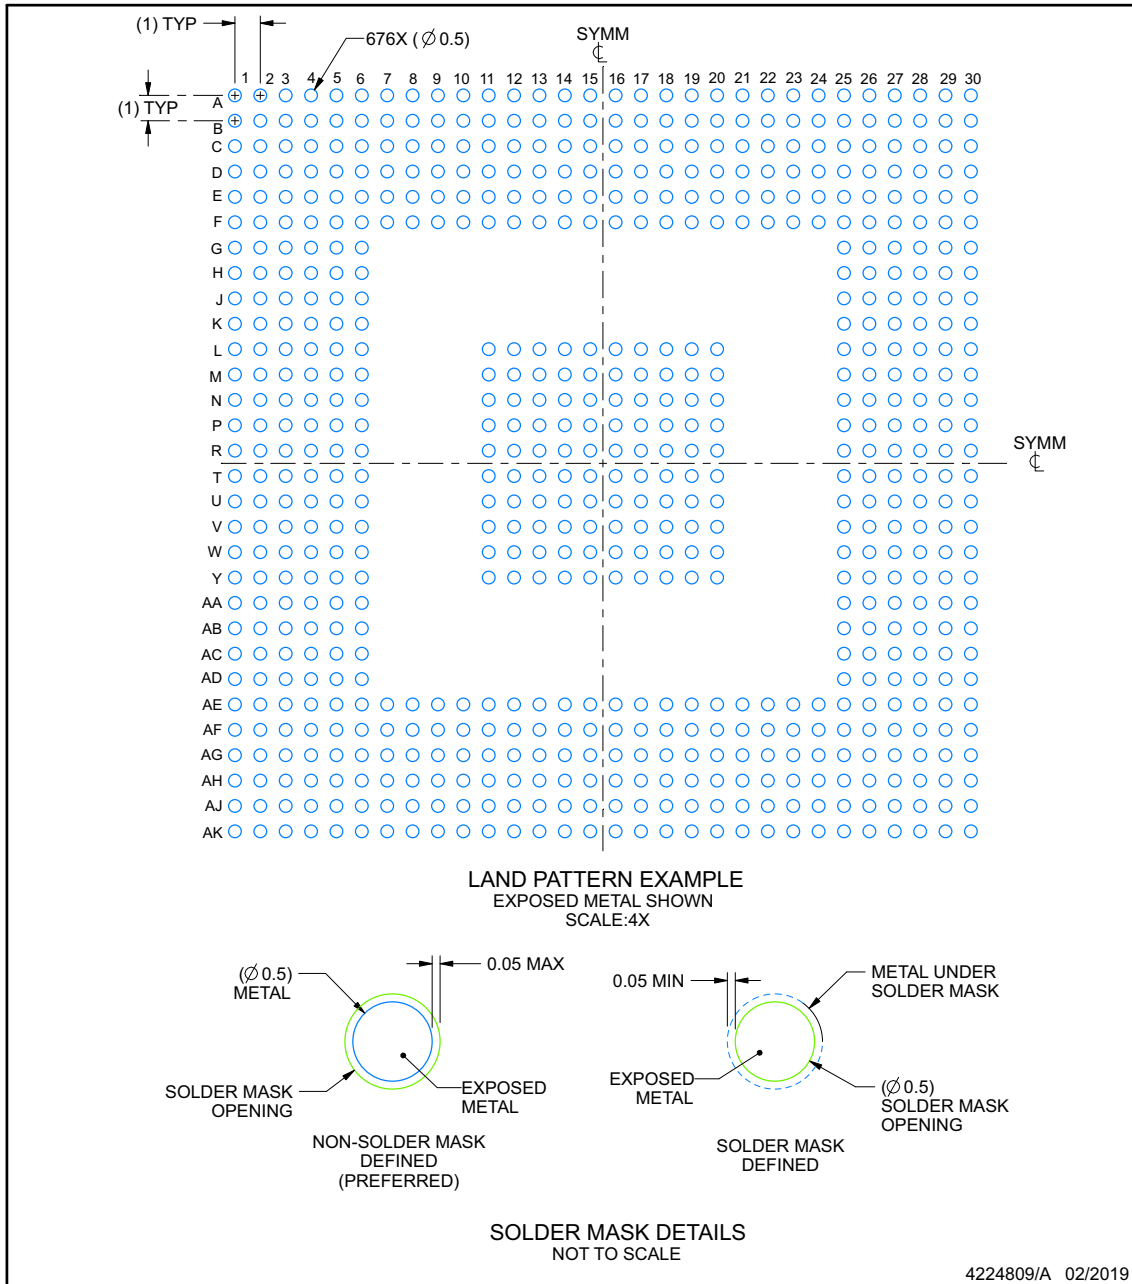 (1) TYP
676X ( Ø 0.5)
SYMM
℄
1 2 3 4 5 6 7 8 9 10 11 12 13 14 15 16 17 18 19 20 21 22 23 24 25 26 27 28 29 30
(1) TYP
A
B
C
D
E
F
G
H
J
K
L
M
N
P
R
SYMM
℄
T
U
V
W
Y
AA
AB
AC
AD
AE
AF
AG
AH
AJ
AK
LAND PATTERN EXAMPLE
EXPOSED METAL SHOWN
SCALE:4X
(Ø 0.5)
METAL
0.05 MAX
SOLDER MASK
OPENING
EXPOSED
METAL
NON-SOLDER MASK
DEFINED
(PREFERRED)
0.05 MIN
METAL UNDER
SOLDER MASK
EXPOSED
METAL
(Ø 0.5)
SOLDER MASK
OPENING
SOLDER MASK
DEFINED
SOLDER MASK DETAILS
NOT TO SCALE
4224809/A 02/2019